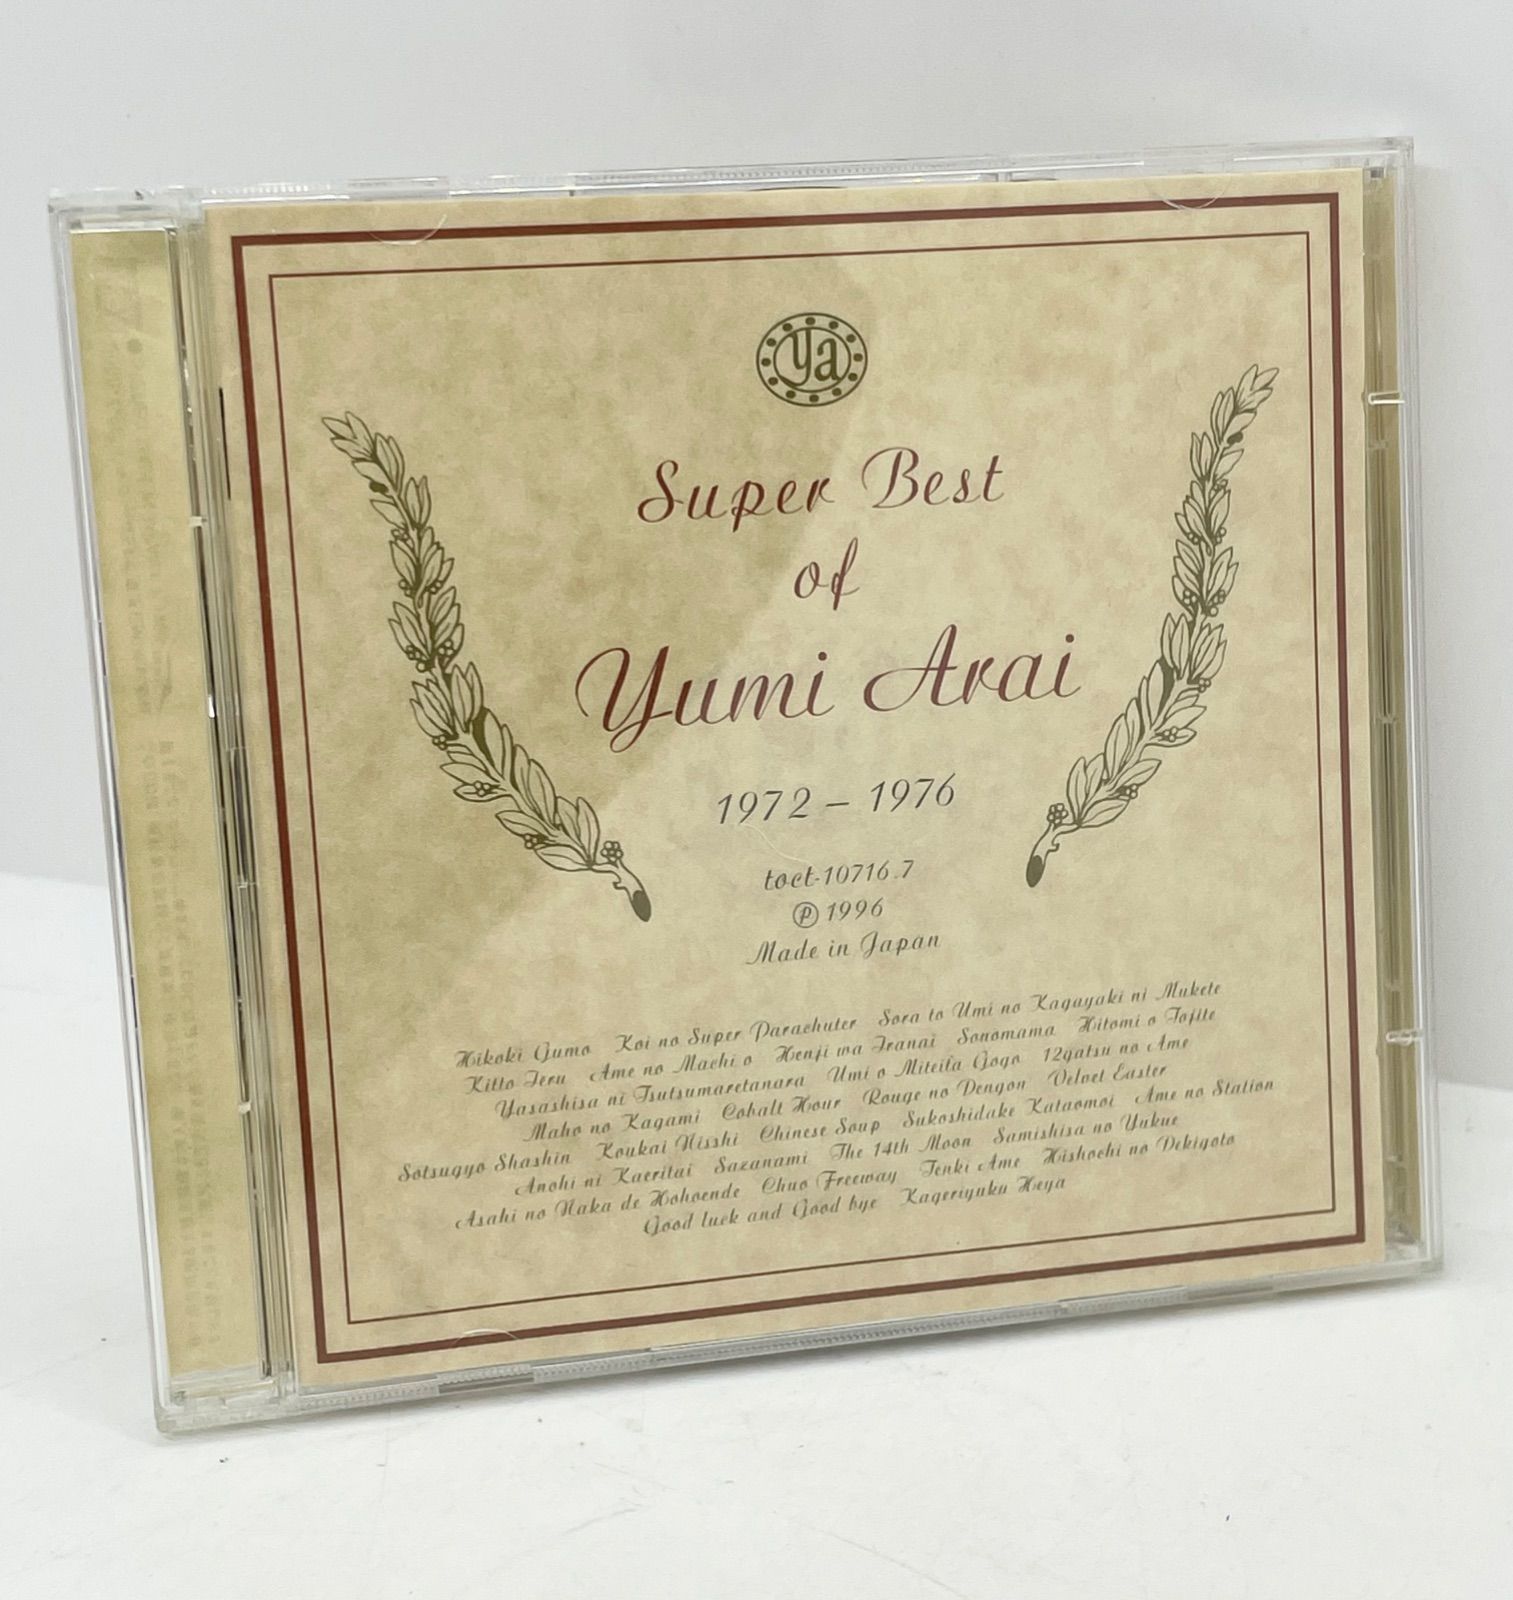 ya
Super Best
of
Yumi Arai
1972 – 1976
toct-10716.7
℗ 1996
Made in Japan
Hikoki Gumo Koi no Super Parachuter Sora to Umi no Kagayaki ni Mukete
Kitto Ieru Ame no Machi o Henji wa Iranai Sonomama Hitomi o Tojite
Yasashisa ni Tsutsumaretanara Umi o Miteita Gogo 12gatsu no Ame
Maho no Kagami Cobalt Hour Rouge no Dengon Velvet Easter
Sotsugyo Shashin Koukai Nisshi Chinese Soup Sukoshidake Kataomoi Ame no Station
Anohi ni Kaeritai Sazanami The 14th Moon Samishisa no Yukue
Asahi no Naka de Hohoende Chuo Freeway Tenki Ame Hishochi no Dekigoto
Good luck and Good bye Kageriyuku Heya